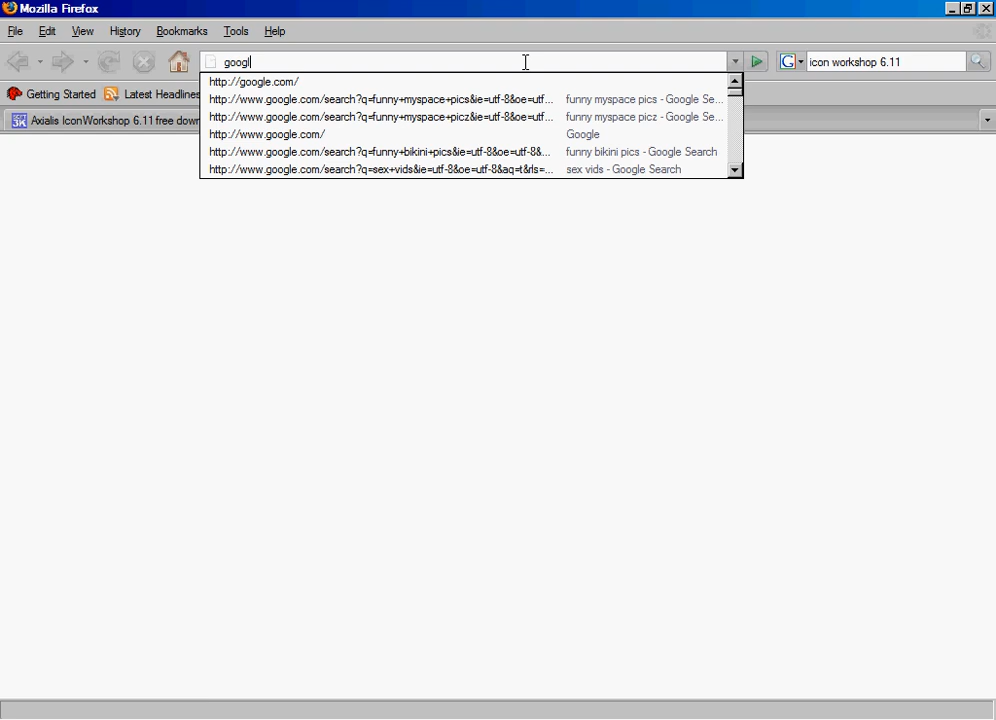 Mozilla Firefox
File Edit View History Bookmarks Tools Help
googl
G icon workshop 6.11
http://google.com/
http://www.google.com/search?q=funny+myspace+pics&ie=utf-8&oe=utf... funny myspace pics - Google Se...
http://www.google.com/search?q=funny+myspace+picz&ie=utf-8&oe=utf... funny myspace picz - Google Se...
http://www.google.com/ Google
http://www.google.com/search?q=funny+bikini+pics&ie=utf-8&oe=utf-8&... funny bikini pics - Google Search
http://www.google.com/search?q=sex+vids&ie=utf-8&oe=utf-8&aq=t&rls=... sex vids - Google Search
Getting Started Latest Headlines
Axialis IconWorkshop 6.11 free down